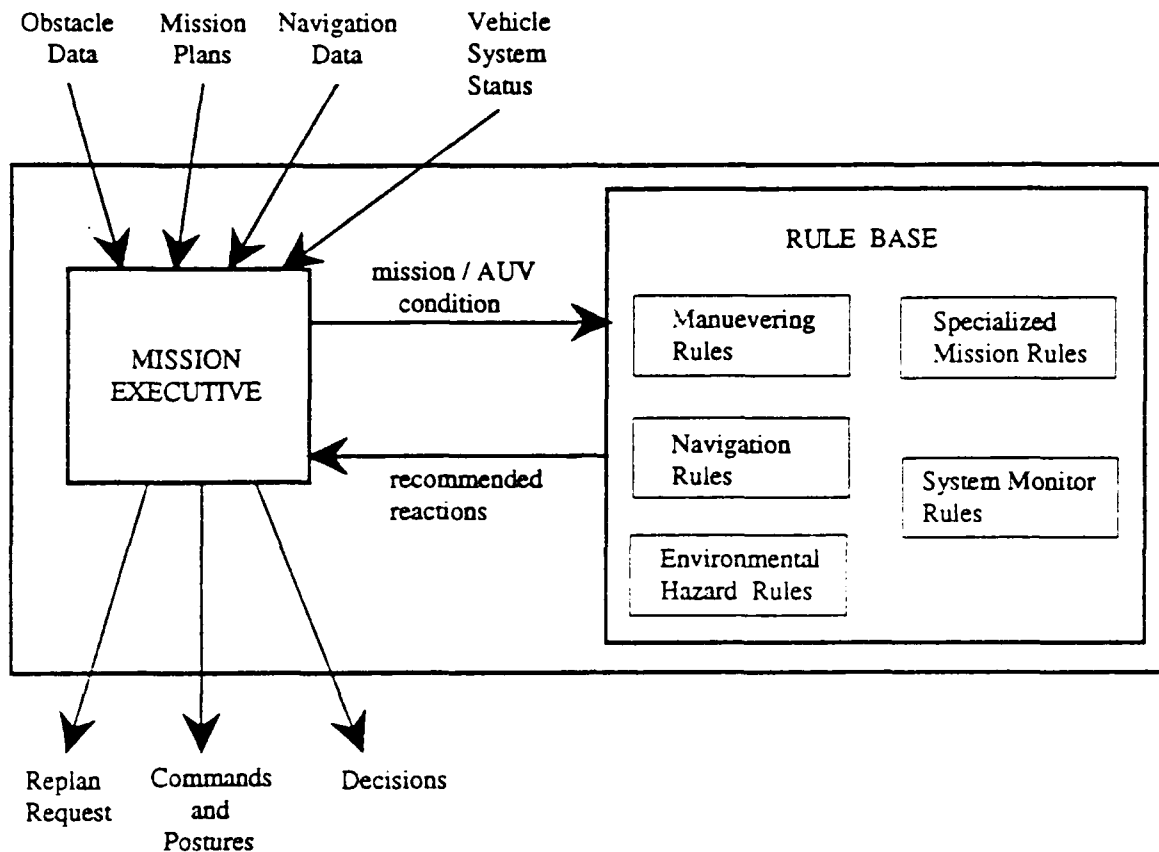 Obstacle
Data
Mission
Plans
Navigation
Data
Vehicle
System
Status
MISSION
EXECUTIVE
mission / AUV
condition
recommended
reactions
RULE BASE
Manuevering
Rules
Specialized
Mission Rules
Navigation
Rules
System Monitor
Rules
Environmental
Hazard Rules
Replan
Request
Commands
and
Postures
Decisions